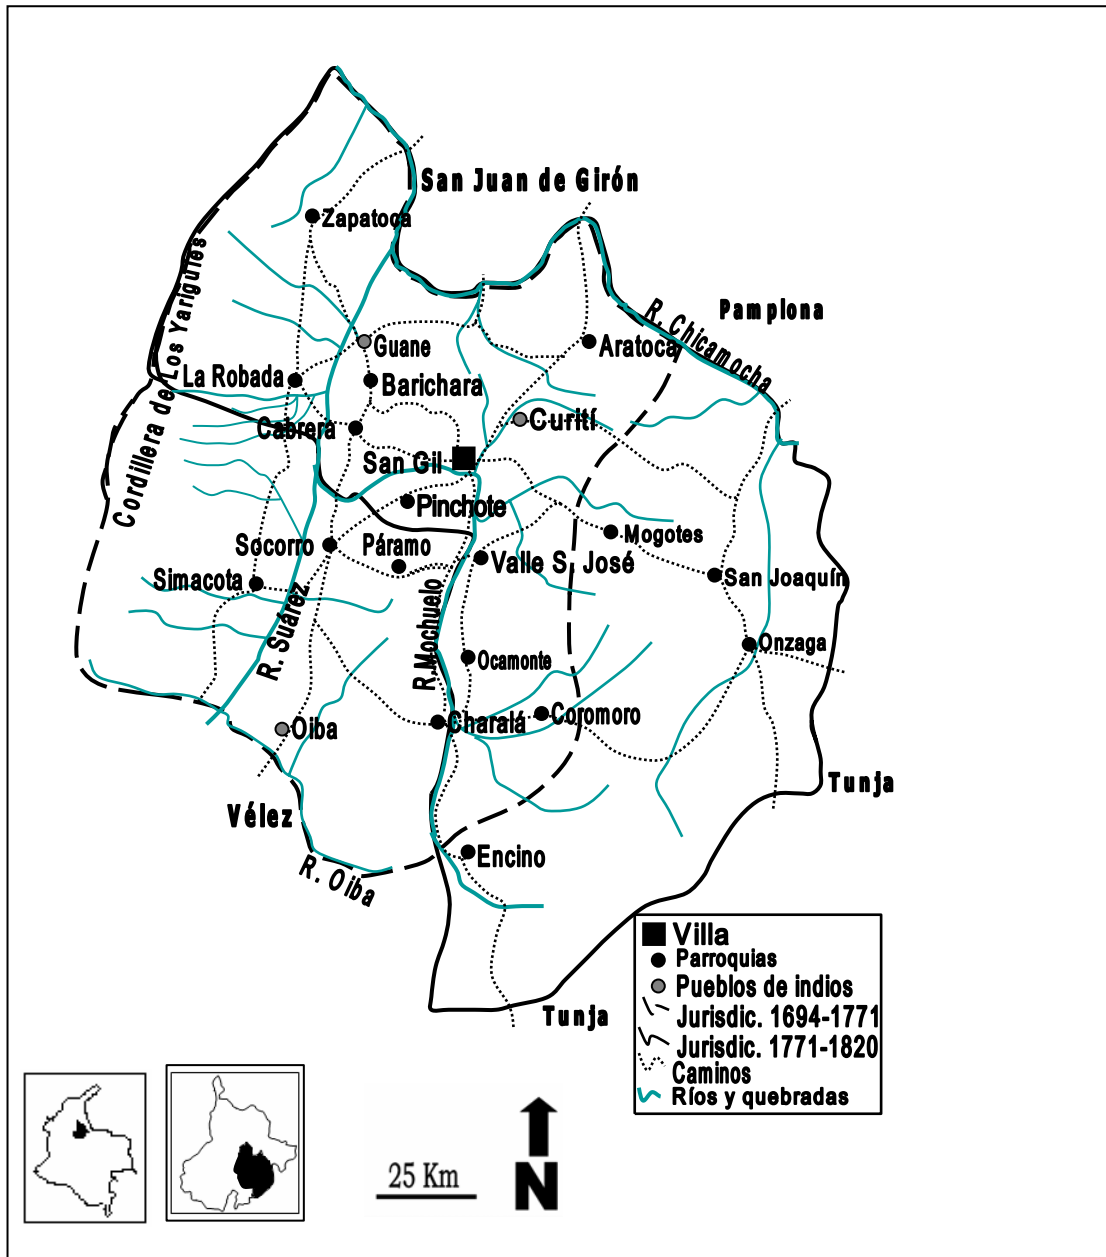 San Juan de Girón
Zapatoca
Cordillera de Los Yarigüies
R. Chicamocha
Pamplona
Guane
Aratoca
La Robada
Barichara
Cabrera
Curití
San Gil
Pinchote
Mogotes
Socorro
Páramo
Valle S. José
San Joaquín
Simacota
R. Suárez
R.Mochuelo
Onzaga
Ocamonte
Oiba
Charalá
Coromoro
Tunja
Vélez
Encino
R. Oiba
Tunja
Villa
Parroquias
Pueblos de indios
Jurisdic. 1694-1771
Jurisdic. 1771-1820
Caminos
Ríos y quebradas
25 Km
N